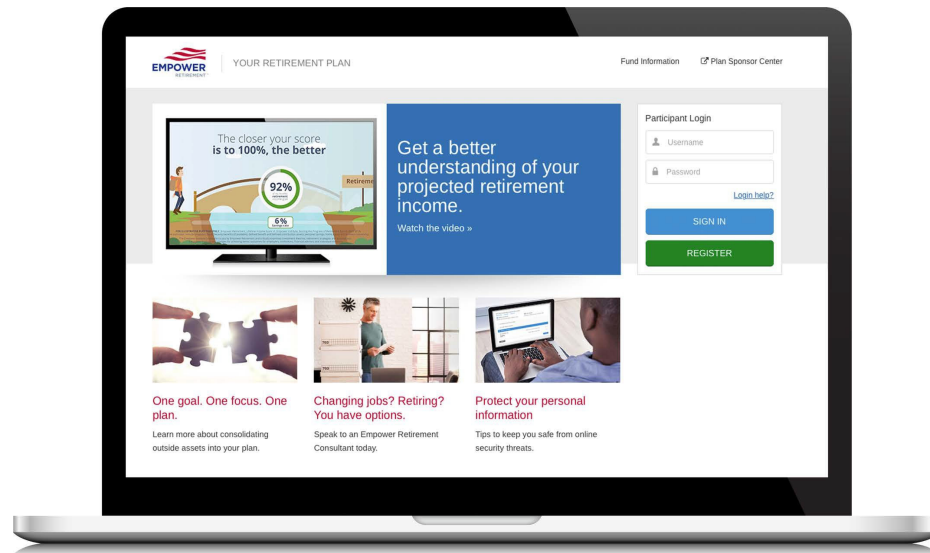 EMPOWER
RETIREMENT
YOUR RETIREMENT PLAN
Fund Information
Plan Sponsor Center
The closer your score
is to 100%, the better
92%
Retireme
6%
Get a better
understanding of your
projected retirement
income.
Watch the video »
Participant Login
Username
Password
Login help?
SIGN IN
REGISTER
One goal. One focus. One
plan.
Learn more about consolidating
outside assets into your plan.
Changing jobs? Retiring?
You have options.
Speak to an Empower Retirement
Consultant today.
Protect your personal
information
Tips to keep you safe from online
security threats.